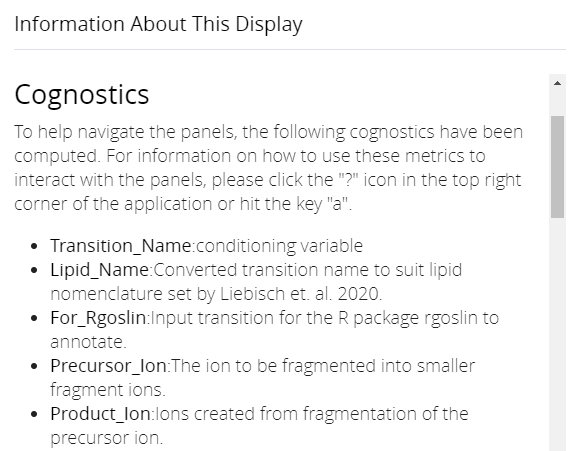 Information About This Display
Cognostics
To help navigate the panels, the following cognostics have been
computed. For information on how to use these metrics to
interact with the panels, please click the "?" icon in the top right
corner of the application or hit the key "a".
• Transition_Name:conditioning variable
• Lipid_Name:Converted transition name to suit lipid
nomenclature set by Liebisch et. al. 2020.
• For_Rgoslin:Input transition for the R package rgoslin to
annotate.
• Precursor_Ion:The ion to be fragmented into smaller
fragment ions.
• Product_Ion:Ions created from fragmentation of the
precursor ion.